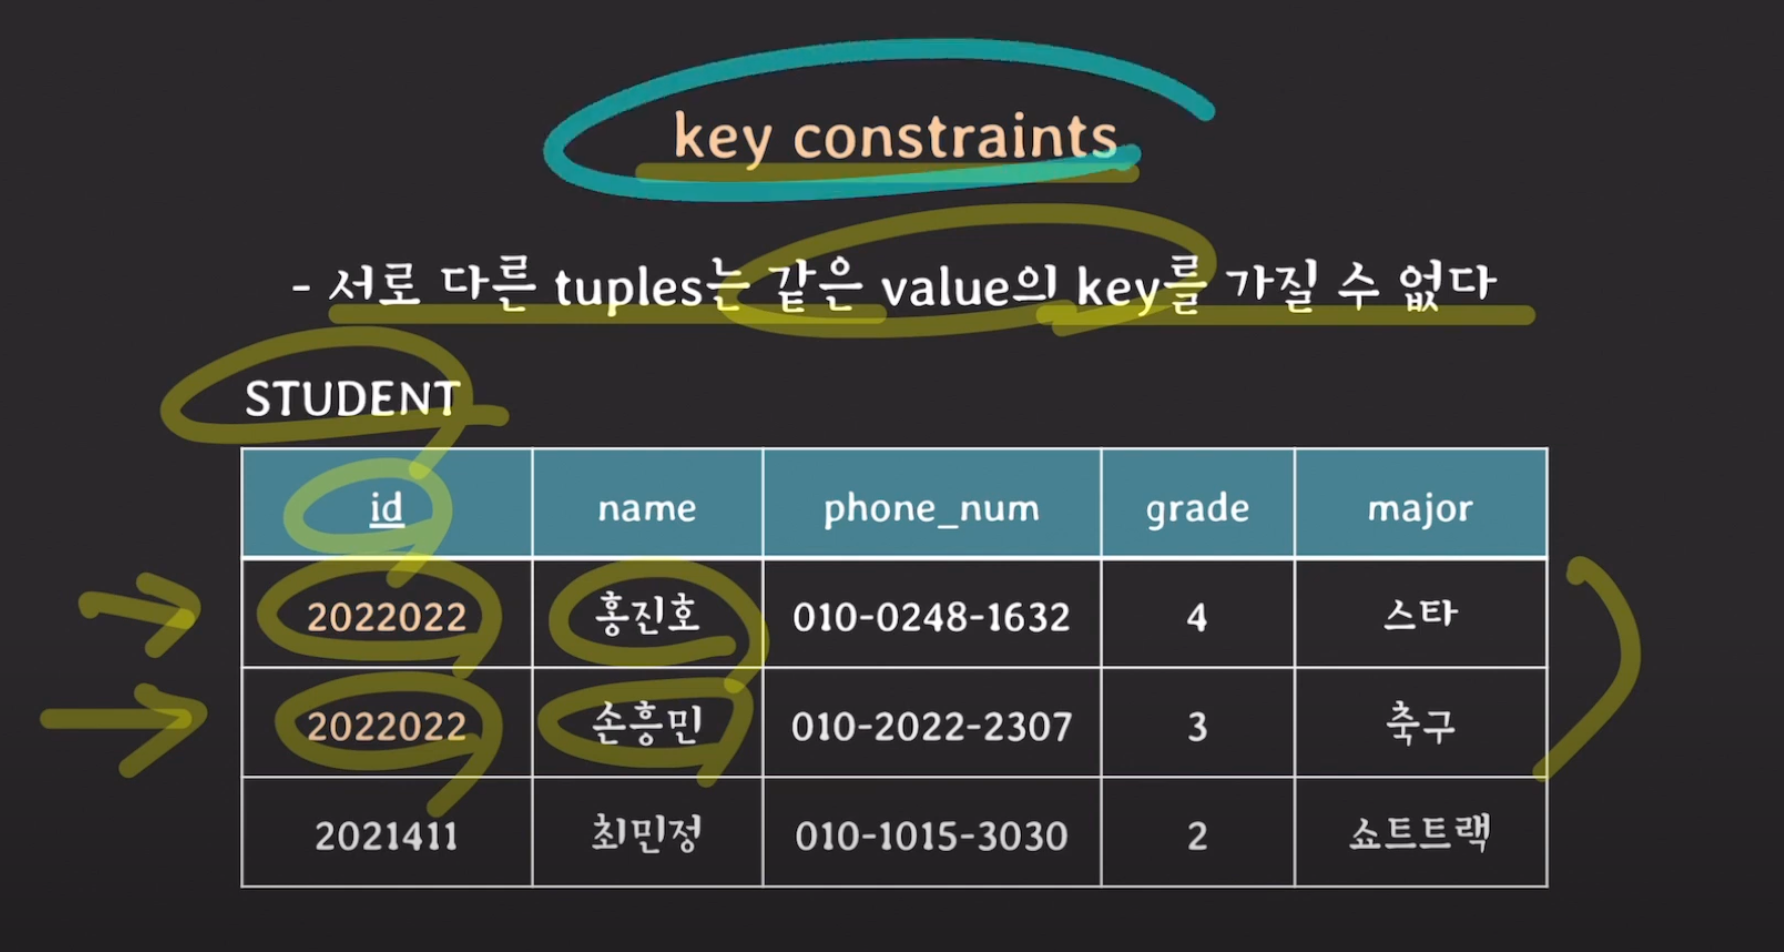 key constraints
- 서로 다른 tuples는 같은 value의 key를 가질 수 없다
STUDENT
id name phone_num grade major
2022022 홍진호 010-0248-1632 4 스타
2022022 손흥민 010-2022-2307 3 축구
2021411 최민정 010-1015-3030 2 쇼트트랙